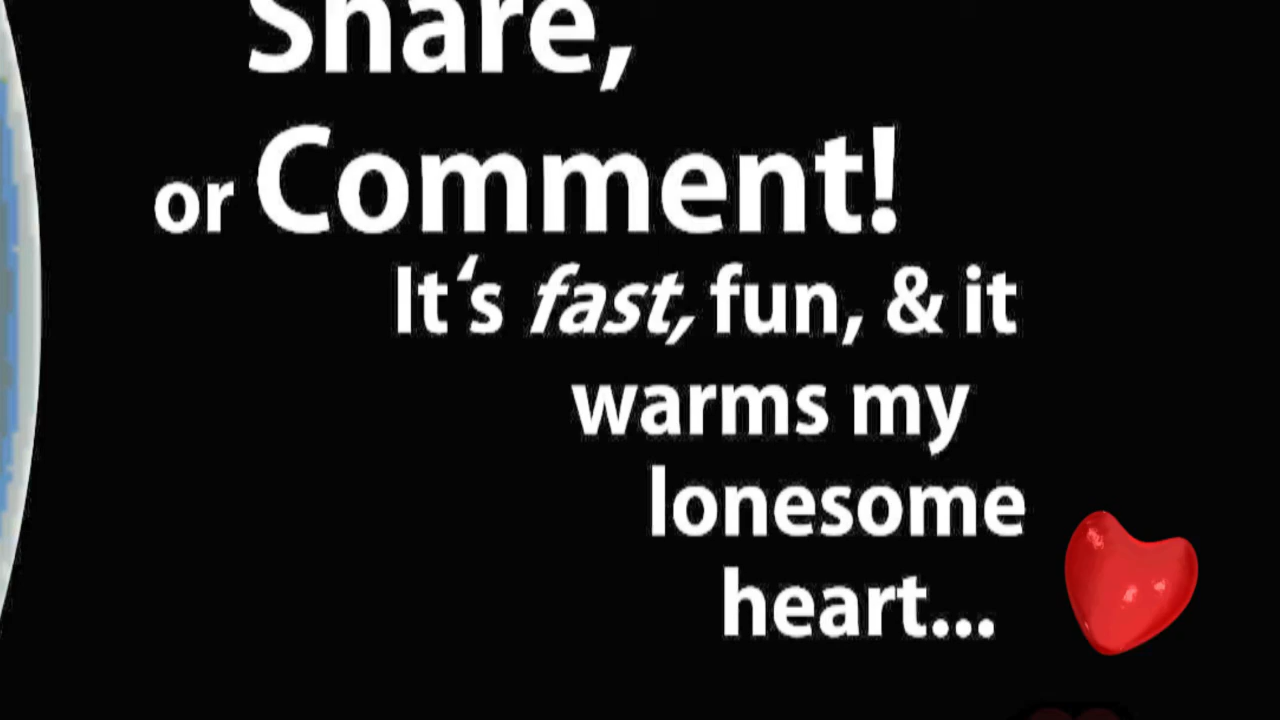 Share,
or Comment!
It‘s fast, fun, & it
warms my
lonesome
heart...